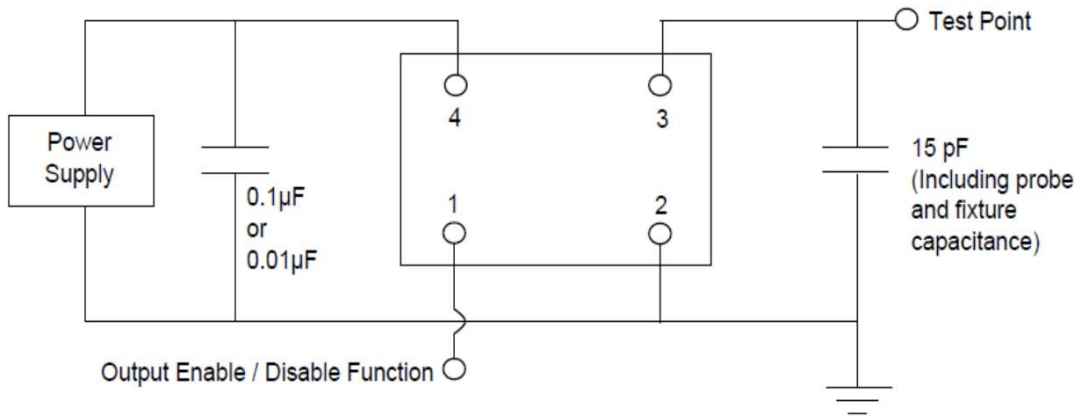 Test Point
4
3
Power
Supply
15 pF
(Including probe
and fixture
capacitance)
0.1µF
or
0.01µF
1
2
Output Enable / Disable Function